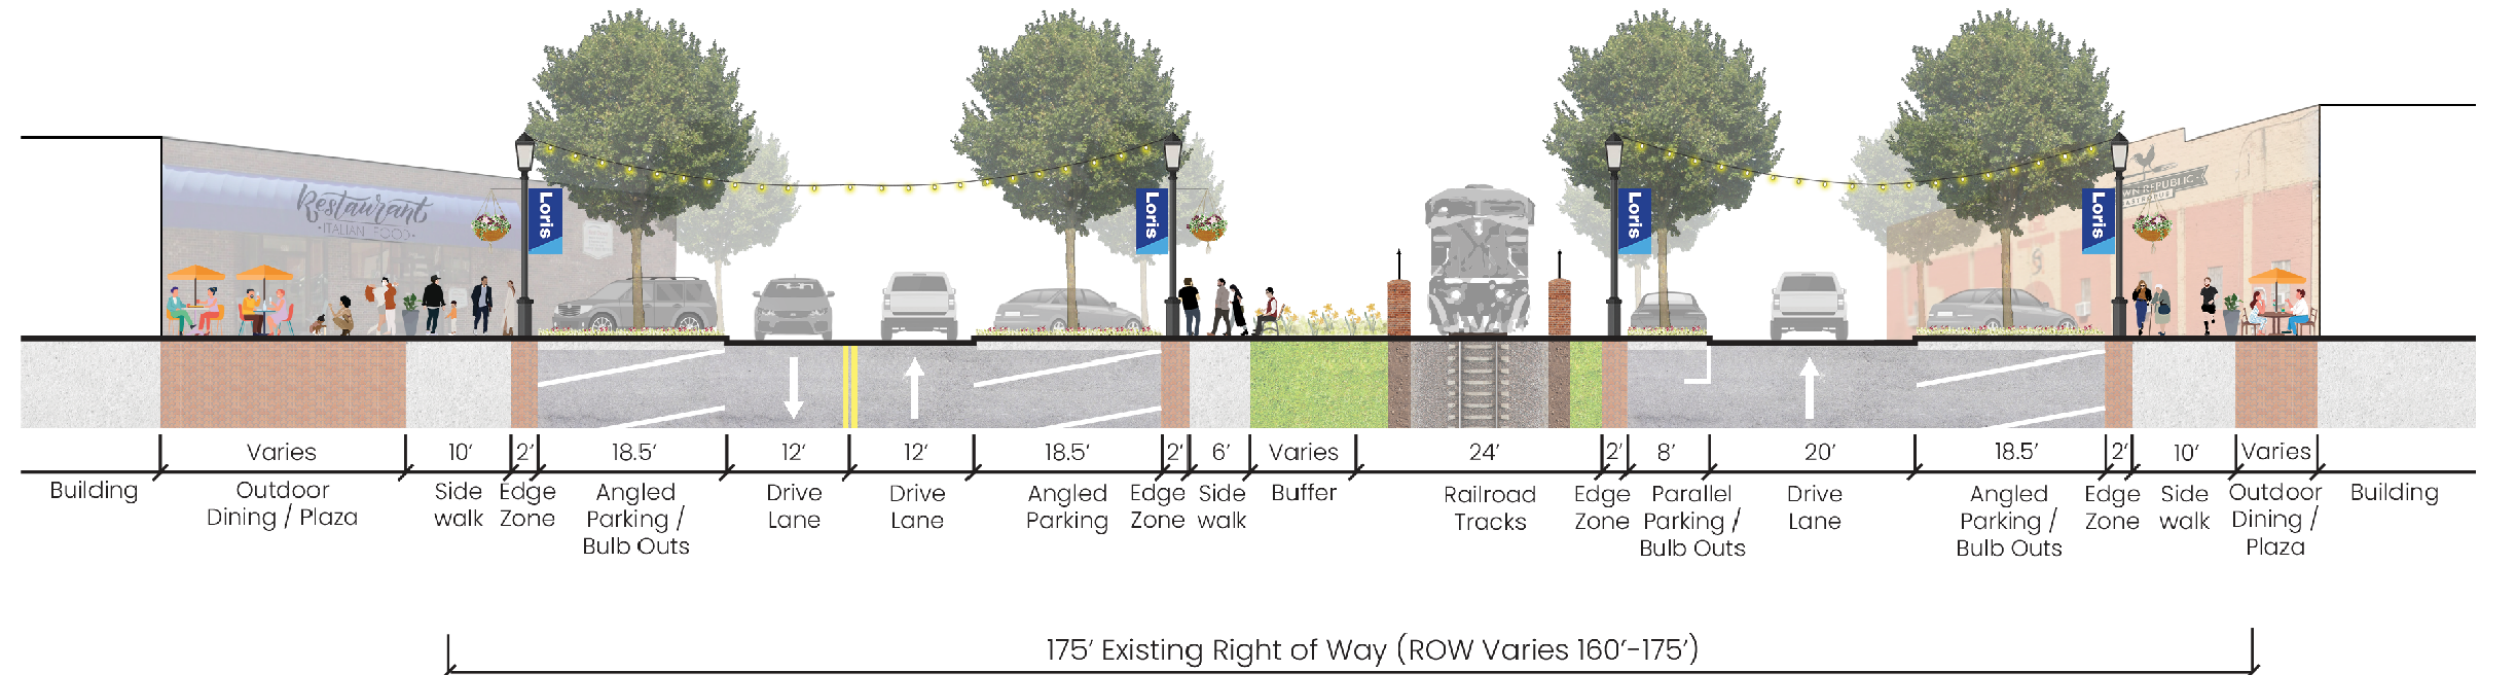 Restaurant
•ITALIAN FOOD•
Loris
Loris
Loris
Loris
WN REPUBLIC
Varies
10'
2'
18.5'
12'
12'
18.5'
2'
6'
Varies
24'
2'
8'
20'
18.5'
2'
10'
Varies
Building
Outdoor
Dining / Plaza
Side
walk
Edge
Zone
Angled
Parking /
Bulb Outs
Drive
Lane
Drive
Lane
Angled
Parking
Edge
Zone
Side
walk
Buffer
Railroad
Tracks
Edge
Zone
Parallel
Parking /
Bulb Outs
Drive
Lane
Angled
Parking /
Bulb Outs
Edge
Zone
Side
walk
Outdoor
Dining /
Plaza
Building
175' Existing Right of Way (ROW Varies 160'-175')